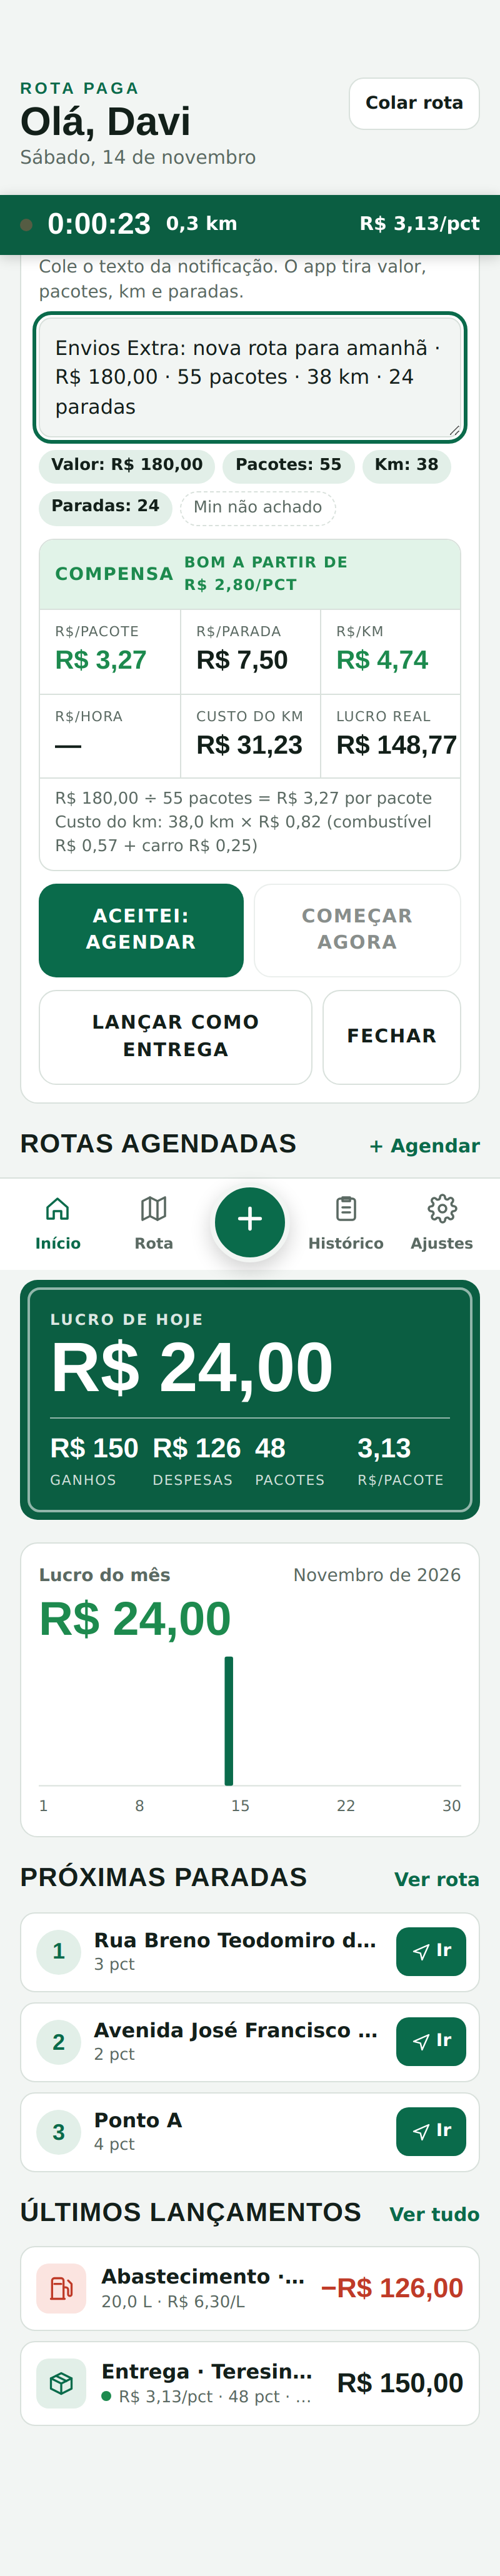 ROTA PAGA
Olá, Davi
Colar rota
Sábado, 14 de novembro
0:00:23 0,3 km R$ 3,13/pct
Cole o texto da notificação. O app tira valor,
pacotes, km e paradas.
Envios Extra: nova rota para amanhã ·
R$ 180,00 · 55 pacotes · 38 km · 24
paradas
Valor: R$ 180,00 Pacotes: 55 Km: 38
Paradas: 24 Min não achado
COMPENSA BOM A PARTIR DE
R$ 2,80/PCT
R$/PACOTE R$/PARADA R$/KM
R$ 3,27 R$ 7,50 R$ 4,74
R$/HORA CUSTO DO KM LUCRO REAL
— R$ 31,23 R$ 148,77
R$ 180,00 ÷ 55 pacotes = R$ 3,27 por pacote
Custo do km: 38,0 km × R$ 0,82 (combustível
R$ 0,57 + carro R$ 0,25)
ACEITEI:
AGENDAR
COMEÇAR
AGORA
LANÇAR COMO
ENTREGA
FECHAR
ROTAS AGENDADAS + Agendar
Início Rota + Histórico Ajustes
LUCRO DE HOJE
R$ 24,00
R$ 150 R$ 126 48 3,13
GANHOS DESPESAS PACOTES R$/PACOTE
Lucro do mês Novembro de 2026
R$ 24,00
1 8 15 22 30
PRÓXIMAS PARADAS Ver rota
1 Rua Breno Teodomiro d… Ir
3 pct
2 Avenida José Francisco … Ir
2 pct
3 Ponto A Ir
4 pct
ÚLTIMOS LANÇAMENTOS Ver tudo
Abastecimento ·… −R$ 126,00
20,0 L · R$ 6,30/L
Entrega · Teresin… R$ 150,00
R$ 3,13/pct · 48 pct · …